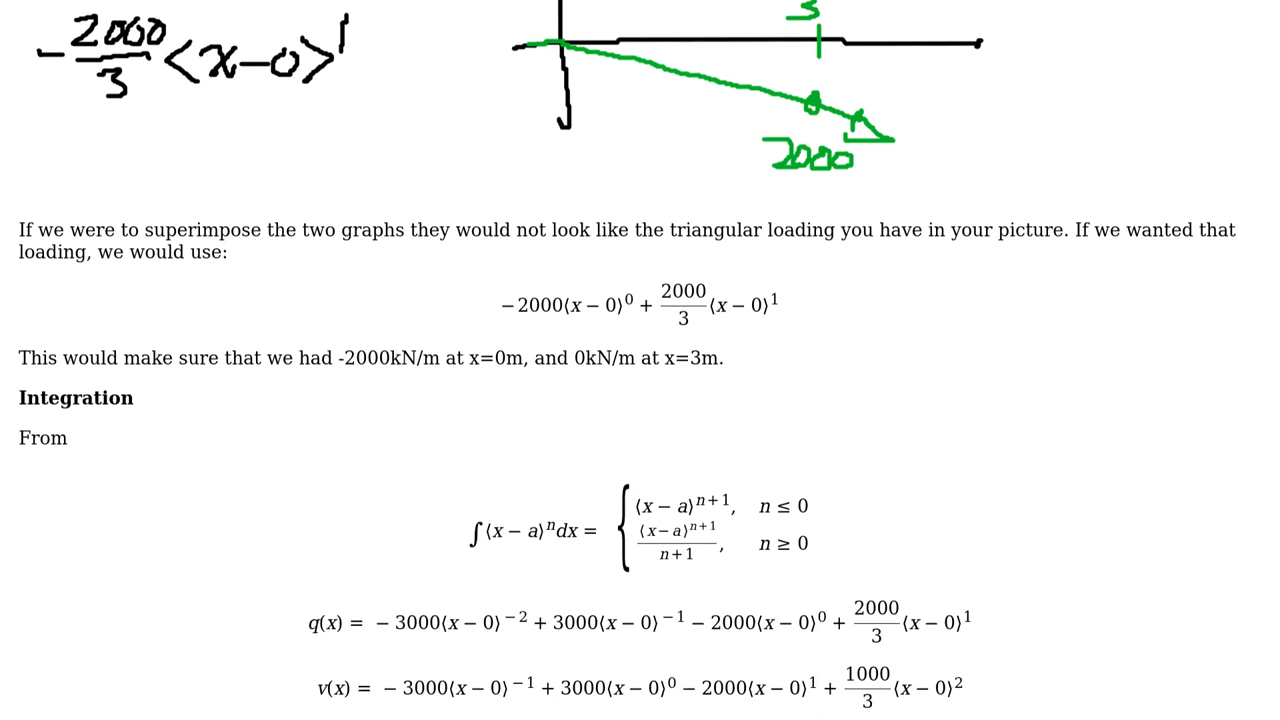 -2000/3 <x-0>^1
3
2000
If we were to superimpose the two graphs they would not look like the triangular loading you have in your picture. If we wanted that
loading, we would use:
−2000⟨x − 0⟩^0 + 2000/3 ⟨x − 0⟩^1
This would make sure that we had -2000kN/m at x=0m, and 0kN/m at x=3m.
Integration
From
∫⟨x − a⟩^n dx = { ⟨x − a⟩^{n+1}, n ≤ 0
⟨x−a⟩^{n+1}/(n+1), n ≥ 0
q(x) = − 3000⟨x − 0⟩^{−2} + 3000⟨x − 0⟩^{−1} − 2000⟨x − 0⟩^0 + 2000/3 ⟨x − 0⟩^1
v(x) = − 3000⟨x − 0⟩^{−1} + 3000⟨x − 0⟩^0 − 2000⟨x − 0⟩^1 + 1000/3 ⟨x − 0⟩^2